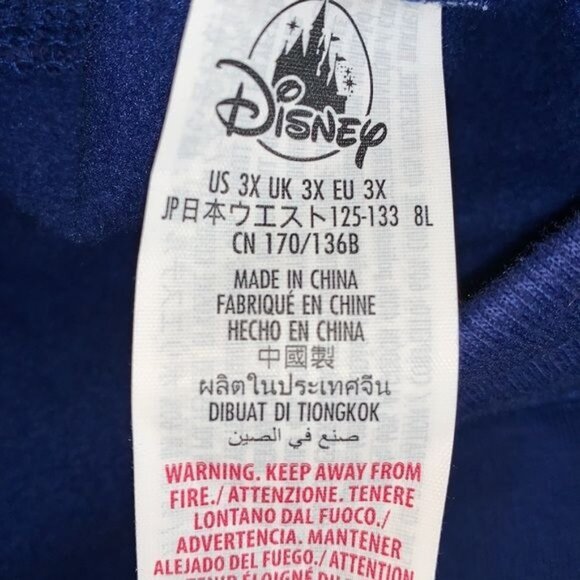 Disney
US 3X UK 3X EU 3X
JP日本ウエスト125-133 8L
CN 170/136B
MADE IN CHINA
FABRIQUÉ EN CHINE
HECHO EN CHINA
中國製
ผลิตในประเทศจีน
DIBUAT DI TIONGKOK
صنع في الصين
WARNING. KEEP AWAY FROM
FIRE./ ATTENZIONE. TENERE
LONTANO DAL FUOCO./
ADVERTENCIA. MANTENER
ALEJADO DEL FUEGO./ ATTENTION
TENIR ÉLOIGNÉ DU